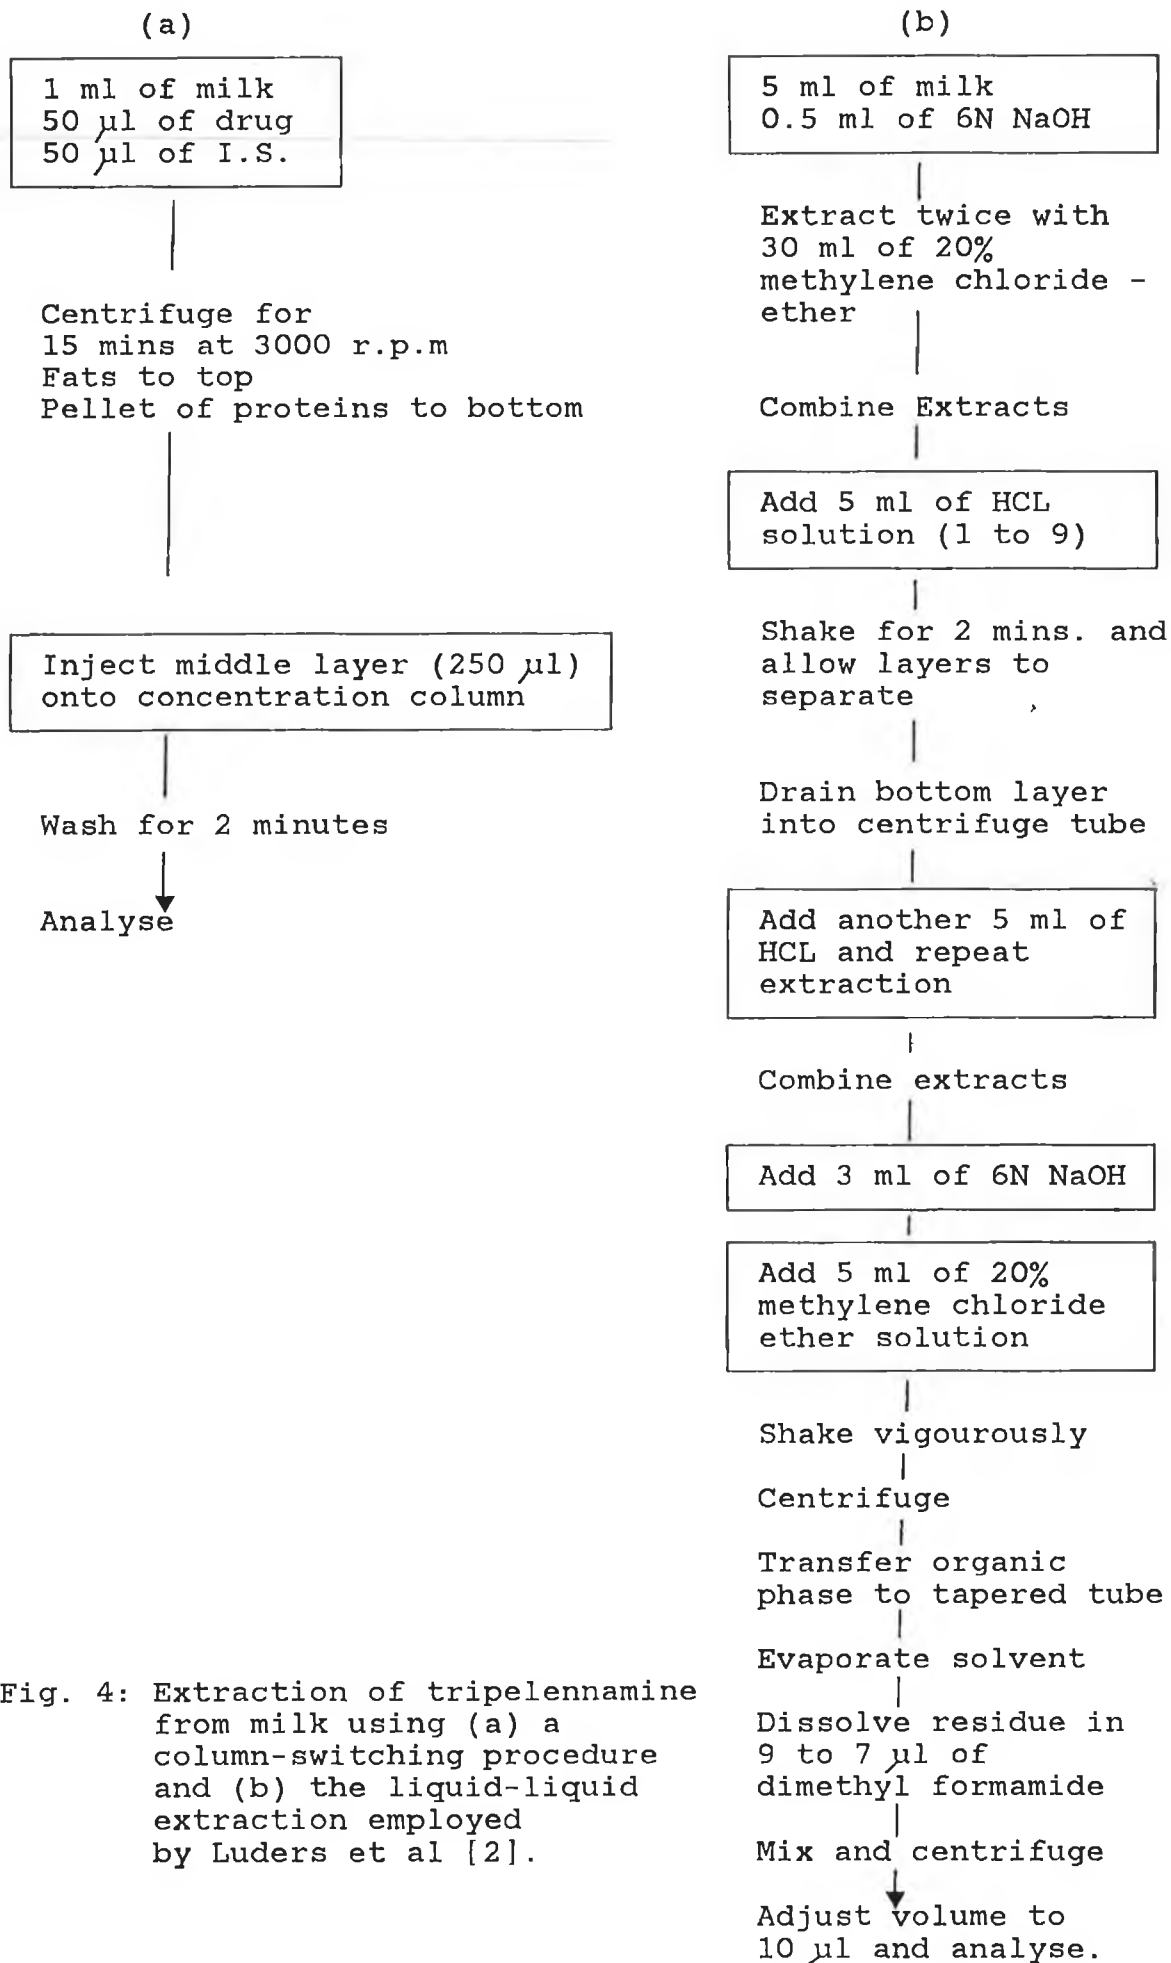 (a)
1 ml of milk
50 µl of drug
50 µl of I.S.
Centrifuge for
15 mins at 3000 r.p.m
Fats to top
Pellet of proteins to bottom
Inject middle layer (250 µl)
onto concentration column
Wash for 2 minutes
Analyse
(b)
5 ml of milk
0.5 ml of 6N NaOH
Extract twice with
30 ml of 20%
methylene chloride -
ether
Combine Extracts
Add 5 ml of HCL
solution (1 to 9)
Shake for 2 mins. and
allow layers to
separate
Drain bottom layer
into centrifuge tube
Add another 5 ml of
HCL and repeat
extraction
Combine extracts
Add 3 ml of 6N NaOH
Add 5 ml of 20%
methylene chloride
ether solution
Shake vigourously
Centrifuge
Transfer organic
phase to tapered tube
Evaporate solvent
Dissolve residue in
9 to 7 µl of
dimethyl formamide
Mix and centrifuge
Adjust volume to
10 µl and analyse.
Fig. 4: Extraction of tripelennamine
from milk using (a) a
column-switching procedure
and (b) the liquid-liquid
extraction employed
by Luders et al [2].